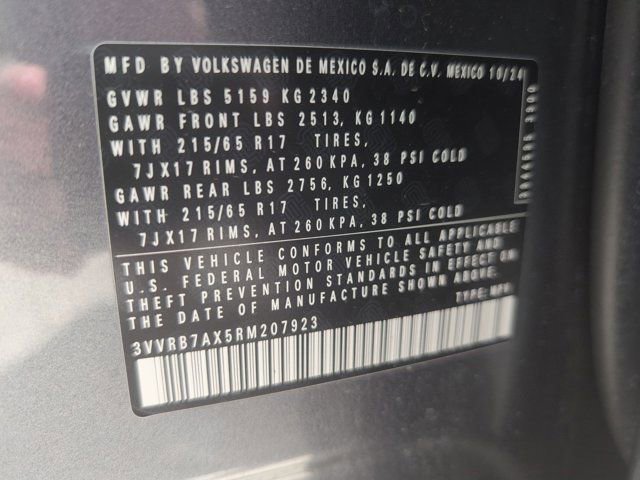 MFD BY VOLKSWAGEN DE MEXICO S.A. DE C.V. MEXICO 10/24
GVWR LBS 5159 KG 2340
GAWR FRONT LBS 2513, KG 1140
WITH 215/65 R17 TIRES,
7JX17 RIMS, AT 260 KPA, 38 PSI COLD
GAWR REAR LBS 2756, KG 1250
WITH 215/65 R17 TIRES,
7JX17 RIMS, AT 260 KPA, 38 PSI COLD
THIS VEHICLE CONFORMS TO ALL APPLICABLE
U.S. FEDERAL MOTOR VEHICLE SAFETY AND
THEFT PREVENTION STANDARDS IN EFFECT ON
THE DATE OF MANUFACTURE SHOWN ABOVE.
TYPE: MPV
3VVRB7AX5RM207923